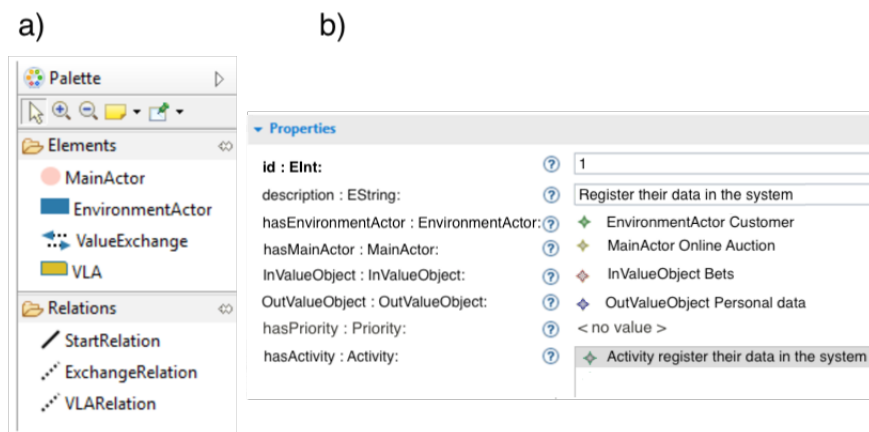 a)
b)
Palette
Elements
MainActor
EnvironmentActor
ValueExchange
VLA
Relations
StartRelation
ExchangeRelation
VLARelation
Properties
id : EInt: ? 1
description : EString: ? Register their data in the system
hasEnvironmentActor : EnvironmentActor: ? EnvironmentActor Customer
hasMainActor : MainActor: ? MainActor Online Auction
InValueObject : InValueObject: ? InValueObject Bets
OutValueObject : OutValueObject: ? OutValueObject Personal data
hasPriority : Priority: ? < no value >
hasActivity : Activity: ? Activity register their data in the system